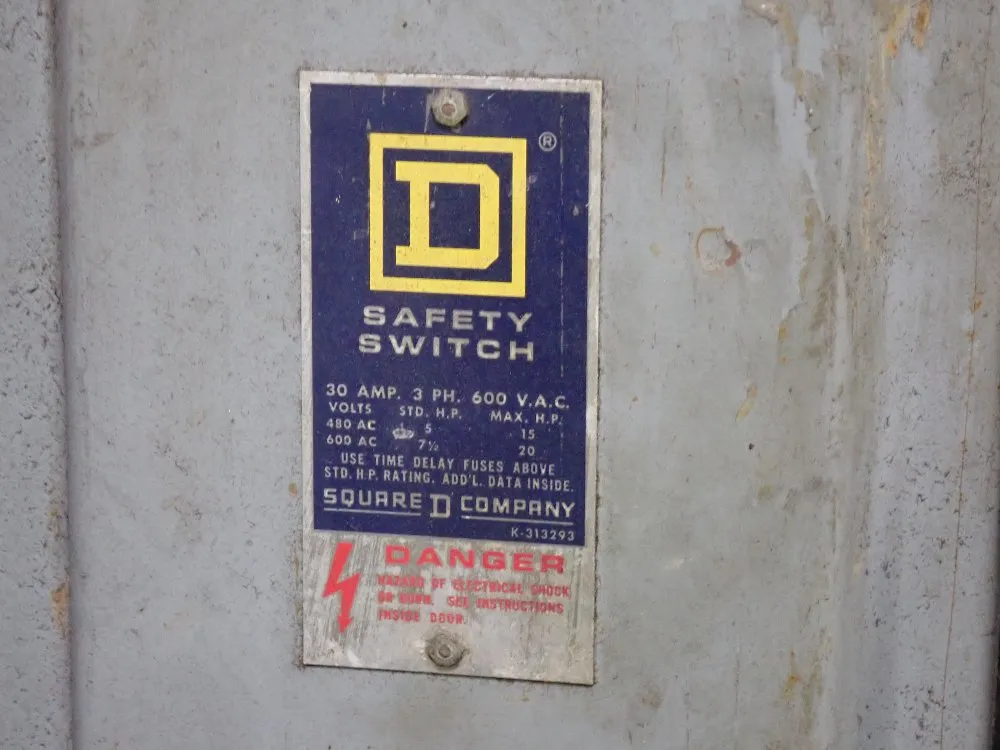 D ®
SAFETY
SWITCH
30 AMP. 3 PH. 600 V.A.C.
VOLTS STD. H.P. MAX. H.P.
480 AC 5 15
600 AC 7½ 20
USE TIME DELAY FUSES ABOVE
STD. H.P. RATING. ADD'L. DATA INSIDE.
SQUARE D COMPANY
K-313293
DANGER
HAZARD OF ELECTRICAL SHOCK
OR BURN. SEE INSTRUCTIONS
INSIDE DOOR.